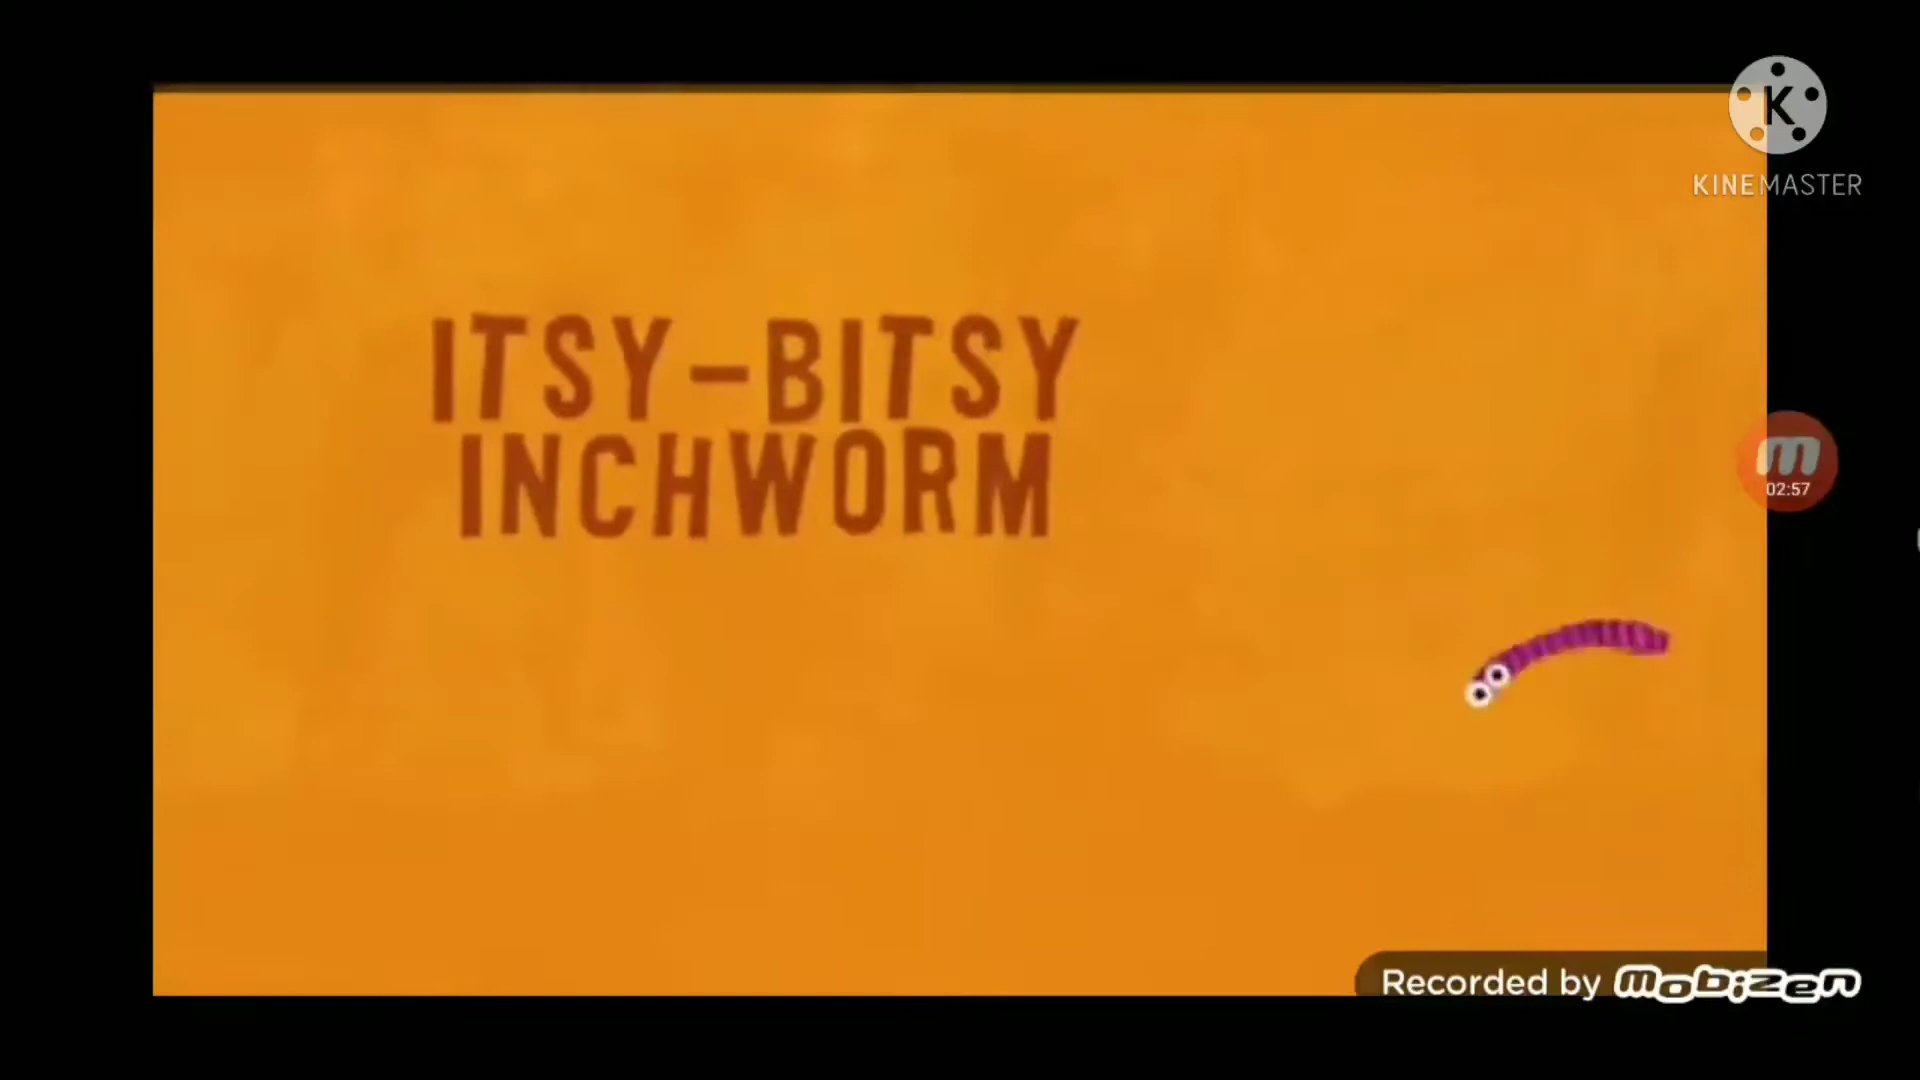 K
KINEMASTER
ITSY-BITSY
INCHWORM
m
02:57
Recorded by mobizen